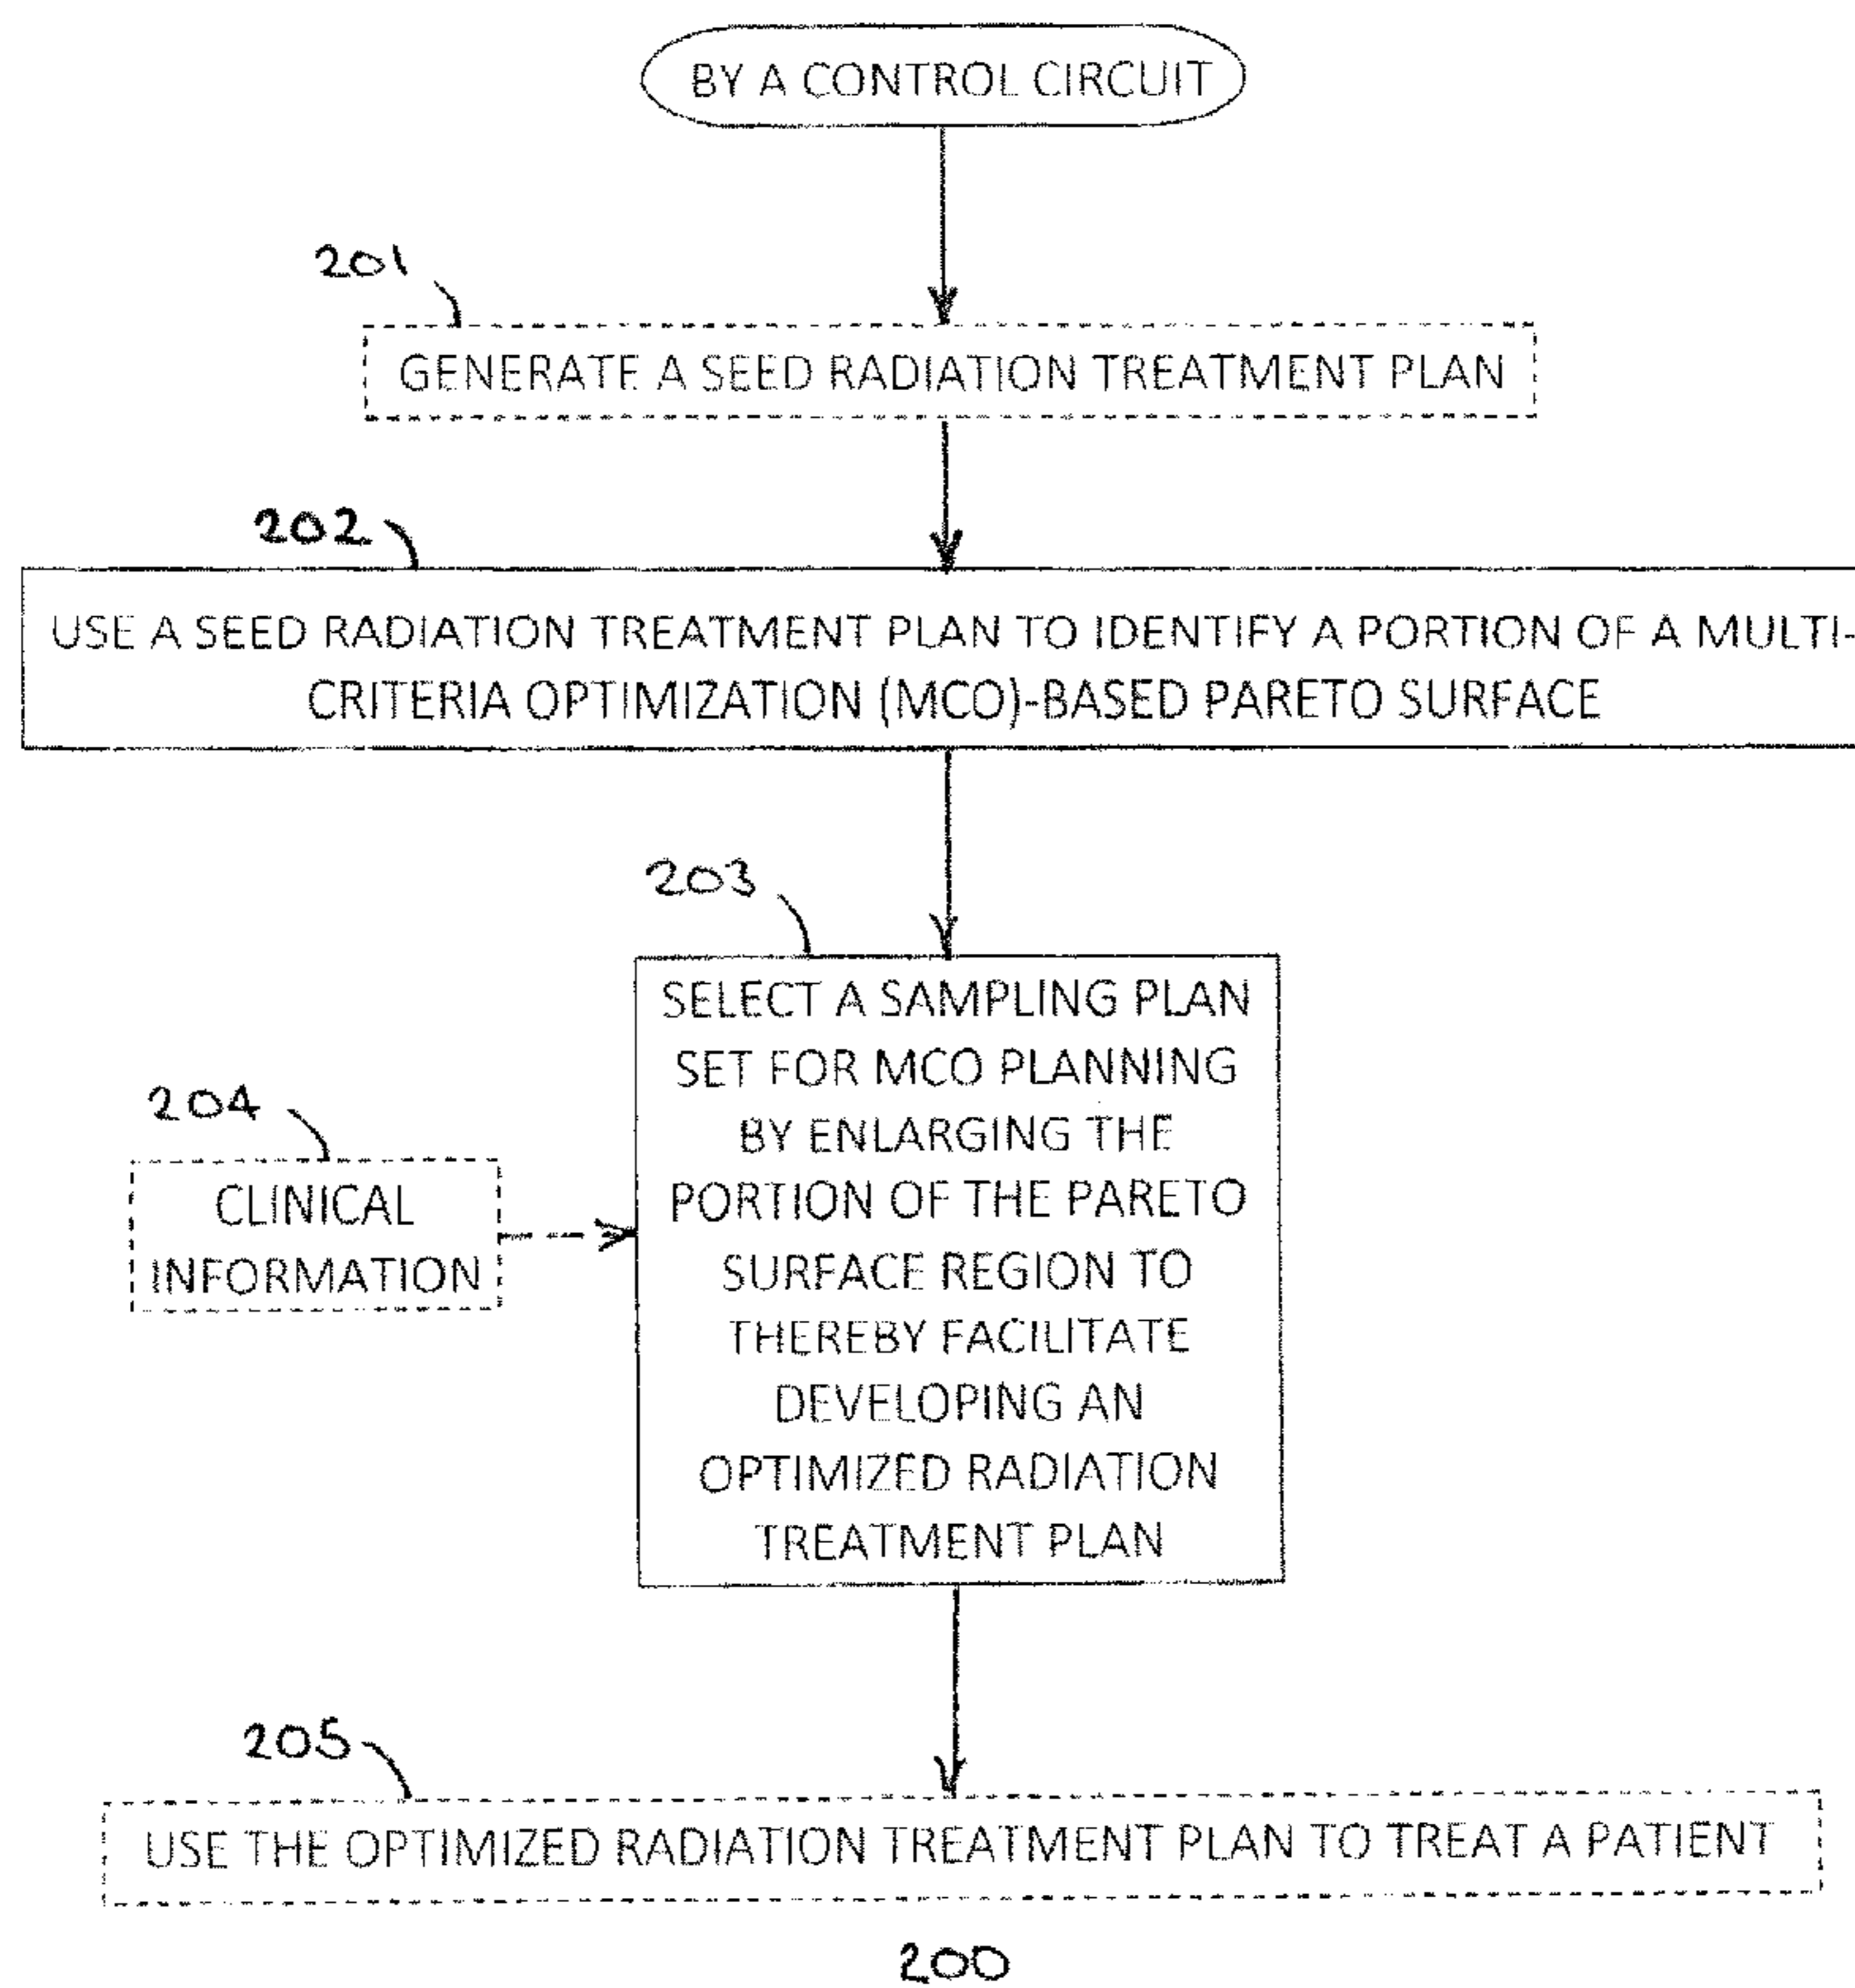 BY A CONTROL CIRCUIT
201
GENERATE A SEED RADIATION TREATMENT PLAN
202
USE A SEED RADIATION TREATMENT PLAN TO IDENTIFY A PORTION OF A MULTI-
CRITERIA OPTIMIZATION (MCO)-BASED PARETO SURFACE
203
SELECT A SAMPLING PLAN
SET FOR MCO PLANNING
BY ENLARGING THE
PORTION OF THE PARETO
SURFACE REGION TO
THEREBY FACILITATE
DEVELOPING AN
OPTIMIZED RADIATION
TREATMENT PLAN
204
CLINICAL
INFORMATION
205
USE THE OPTIMIZED RADIATION TREATMENT PLAN TO TREAT A PATIENT
200